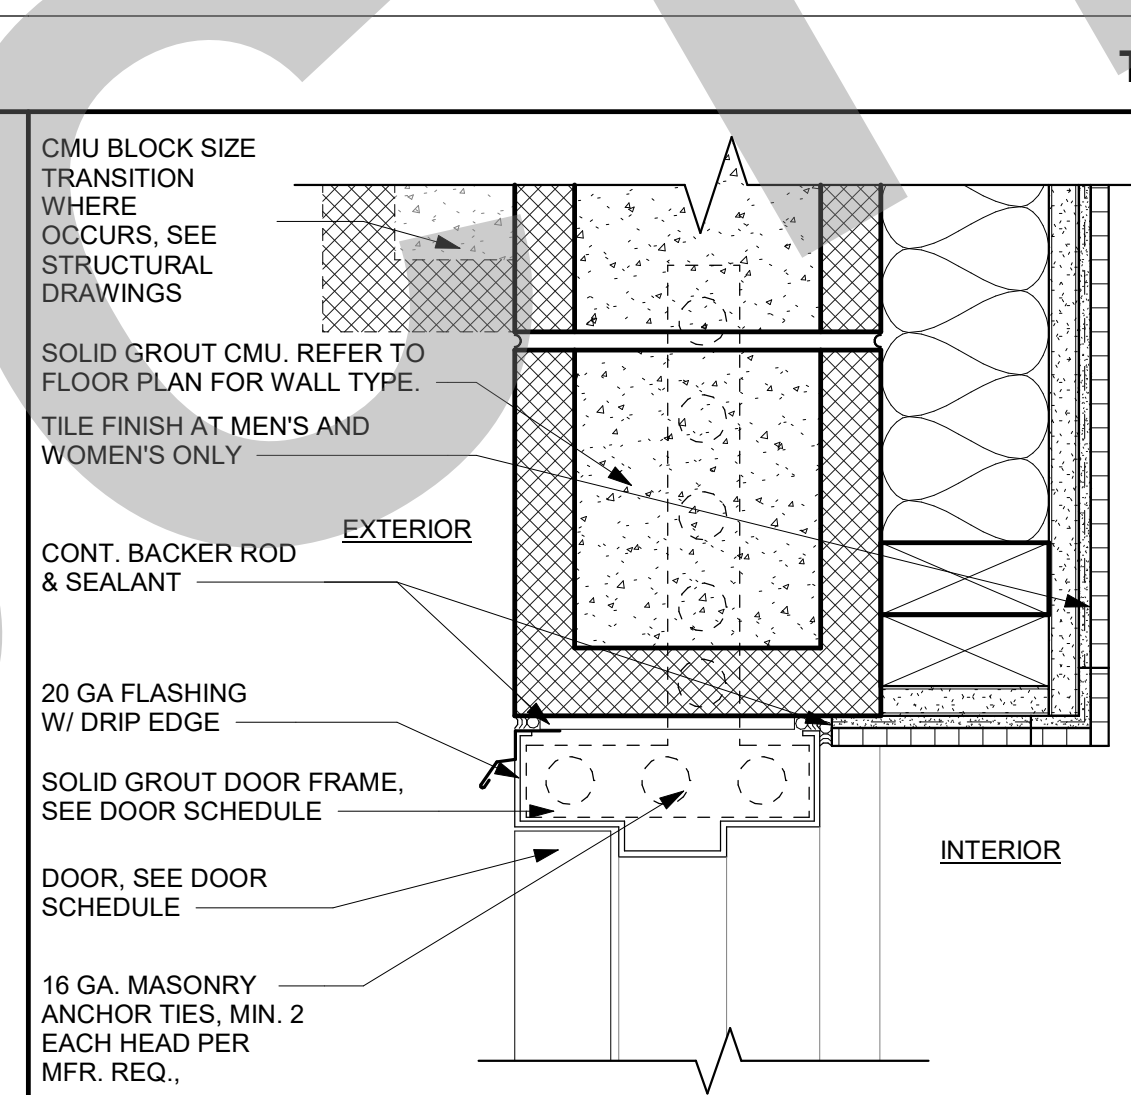 CMU BLOCK SIZE
TRANSITION
WHERE
OCCURS, SEE
STRUCTURAL
DRAWINGS
SOLID GROUT CMU. REFER TO
FLOOR PLAN FOR WALL TYPE.
TILE FINISH AT MEN'S AND
WOMEN'S ONLY
EXTERIOR
CONT. BACKER ROD
& SEALANT
20 GA FLASHING
W/ DRIP EDGE
SOLID GROUT DOOR FRAME,
SEE DOOR SCHEDULE
INTERIOR
DOOR, SEE DOOR
SCHEDULE
16 GA. MASONRY
ANCHOR TIES, MIN. 2
EACH HEAD PER
MFR. REQ.,